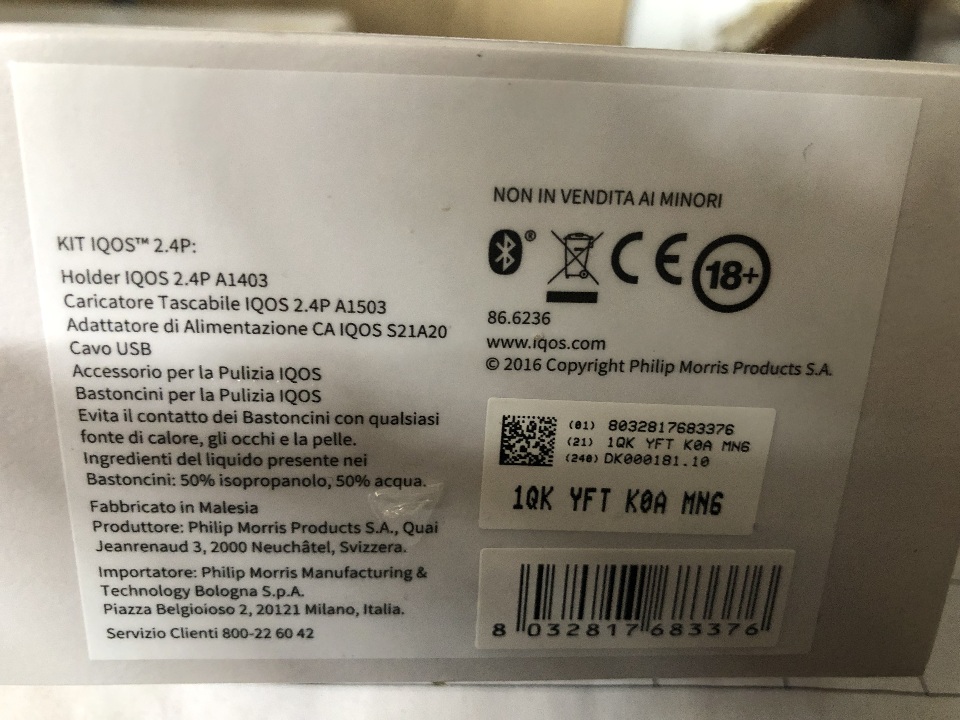 KIT IQOS™ 2.4P:
Holder IQOS 2.4P A1403
Caricatore Tascabile IQOS 2.4P A1503
Adattatore di Alimentazione CA IQOS S21A20
Cavo USB
Accessorio per la Pulizia IQOS
Bastoncini per la Pulizia IQOS
Evita il contatto dei Bastoncini con qualsiasi
fonte di calore, gli occhi e la pelle.
Ingredienti del liquido presente nei
Bastoncini: 50% isopropanolo, 50% acqua.
Fabbricato in Malesia
Produttore: Philip Morris Products S.A., Quai
Jeanrenaud 3, 2000 Neuchâtel, Svizzera.
Importatore: Philip Morris Manufacturing &
Technology Bologna S.p.A.
Piazza Belgioioso 2, 20121 Milano, Italia.
Servizio Clienti 800-22 60 42
NON IN VENDITA AI MINORI
® CE 18+
86.6236
www.iqos.com
© 2016 Copyright Philip Morris Products S.A.
(01) 8032817683376
(21) 1QK YFT K0A MN6
(240) DK000181.10
1QK YFT K0A MN6
8 032817 683376